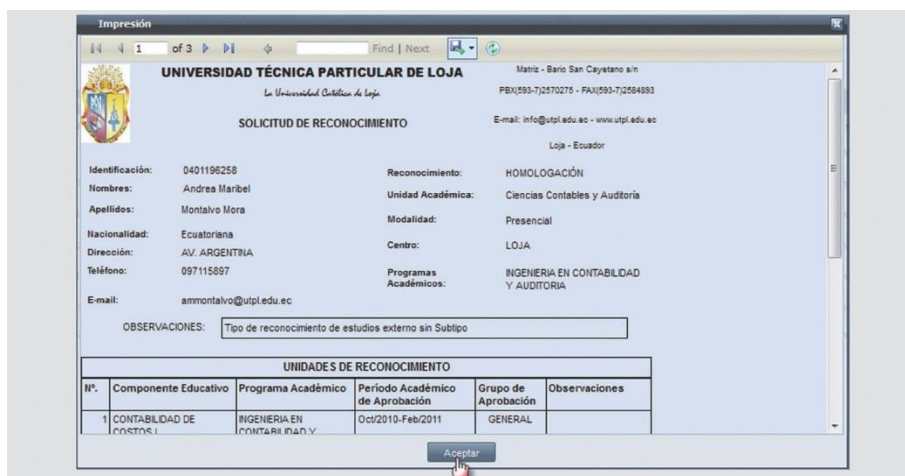 Impresión
1 of 3 Find | Next
UNIVERSIDAD TÉCNICA PARTICULAR DE LOJA
La Universidad Católica de Loja
SOLICITUD DE RECONOCIMIENTO
Matriz - Bario San Cayetano s/n
PBX(593-7)2570275 - FAX(593-7)2584893
E-mail: info@utpl.edu.ec - www.utpl.edu.ec
Loja - Ecuador
Identificación: 0401196258
Nombres: Andrea Maribel
Apellidos: Montalvo Mora
Nacionalidad: Ecuatoriana
Dirección: AV. ARGENTINA
Teléfono: 097115897
E-mail: ammontalvo@utpl.edu.ec
Reconocimiento: HOMOLOGACIÓN
Unidad Académica: Ciencias Contables y Auditoría
Modalidad: Presencial
Centro: LOJA
Programas INGENIERIA EN CONTABILIDAD
Académicos: Y AUDITORIA
OBSERVACIONES: Tipo de reconocimiento de estudios externo sin Subtipo
UNIDADES DE RECONOCIMIENTO
Nº. Componente Educativo Programa Académico Período Académico de Aprobación Grupo de Aprobación Observaciones
1 CONTABILIDAD DE INGENIERIA EN Oct/2010-Feb/2011 GENERAL
COSTOS I CONTABILIDAD Y
Aceptar